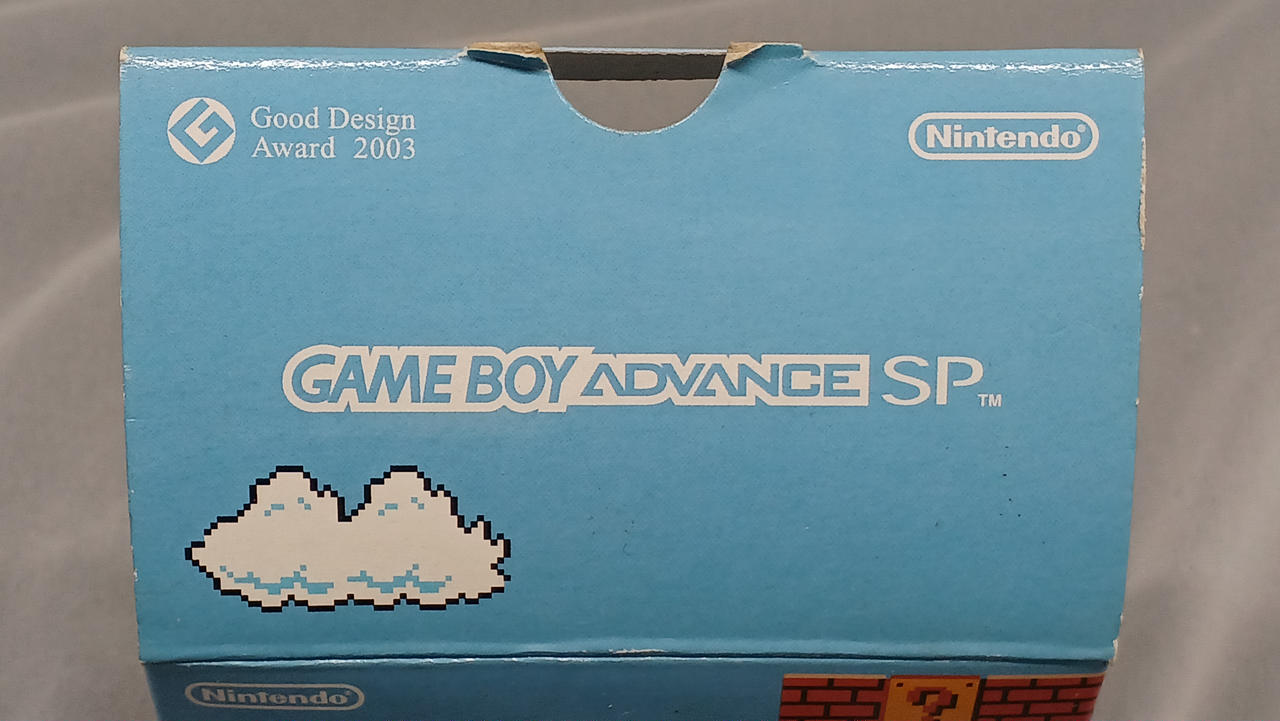 Good Design
Award 2003
Nintendo®
GAME BOY ADVANCE SP™
Nintendo®
?